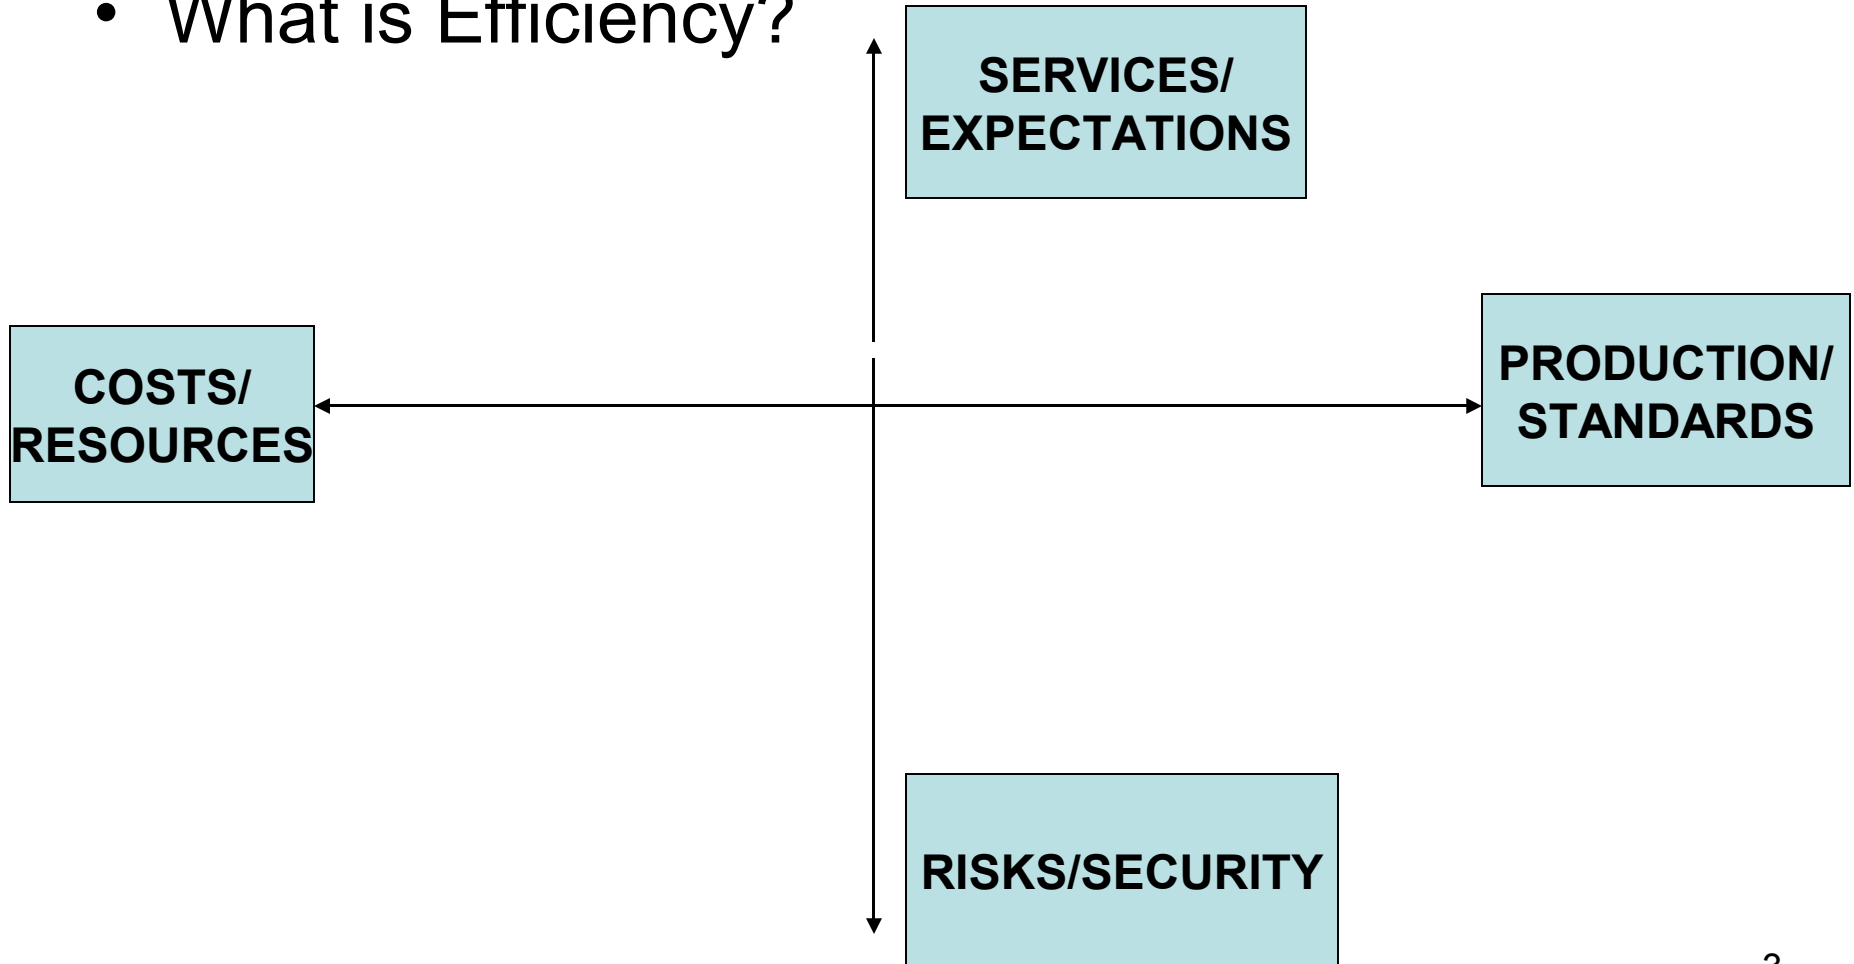 • What is Efficiency?
SERVICES/
EXPECTATIONS
COSTS/
RESOURCES
PRODUCTION/
STANDARDS
RISKS/SECURITY